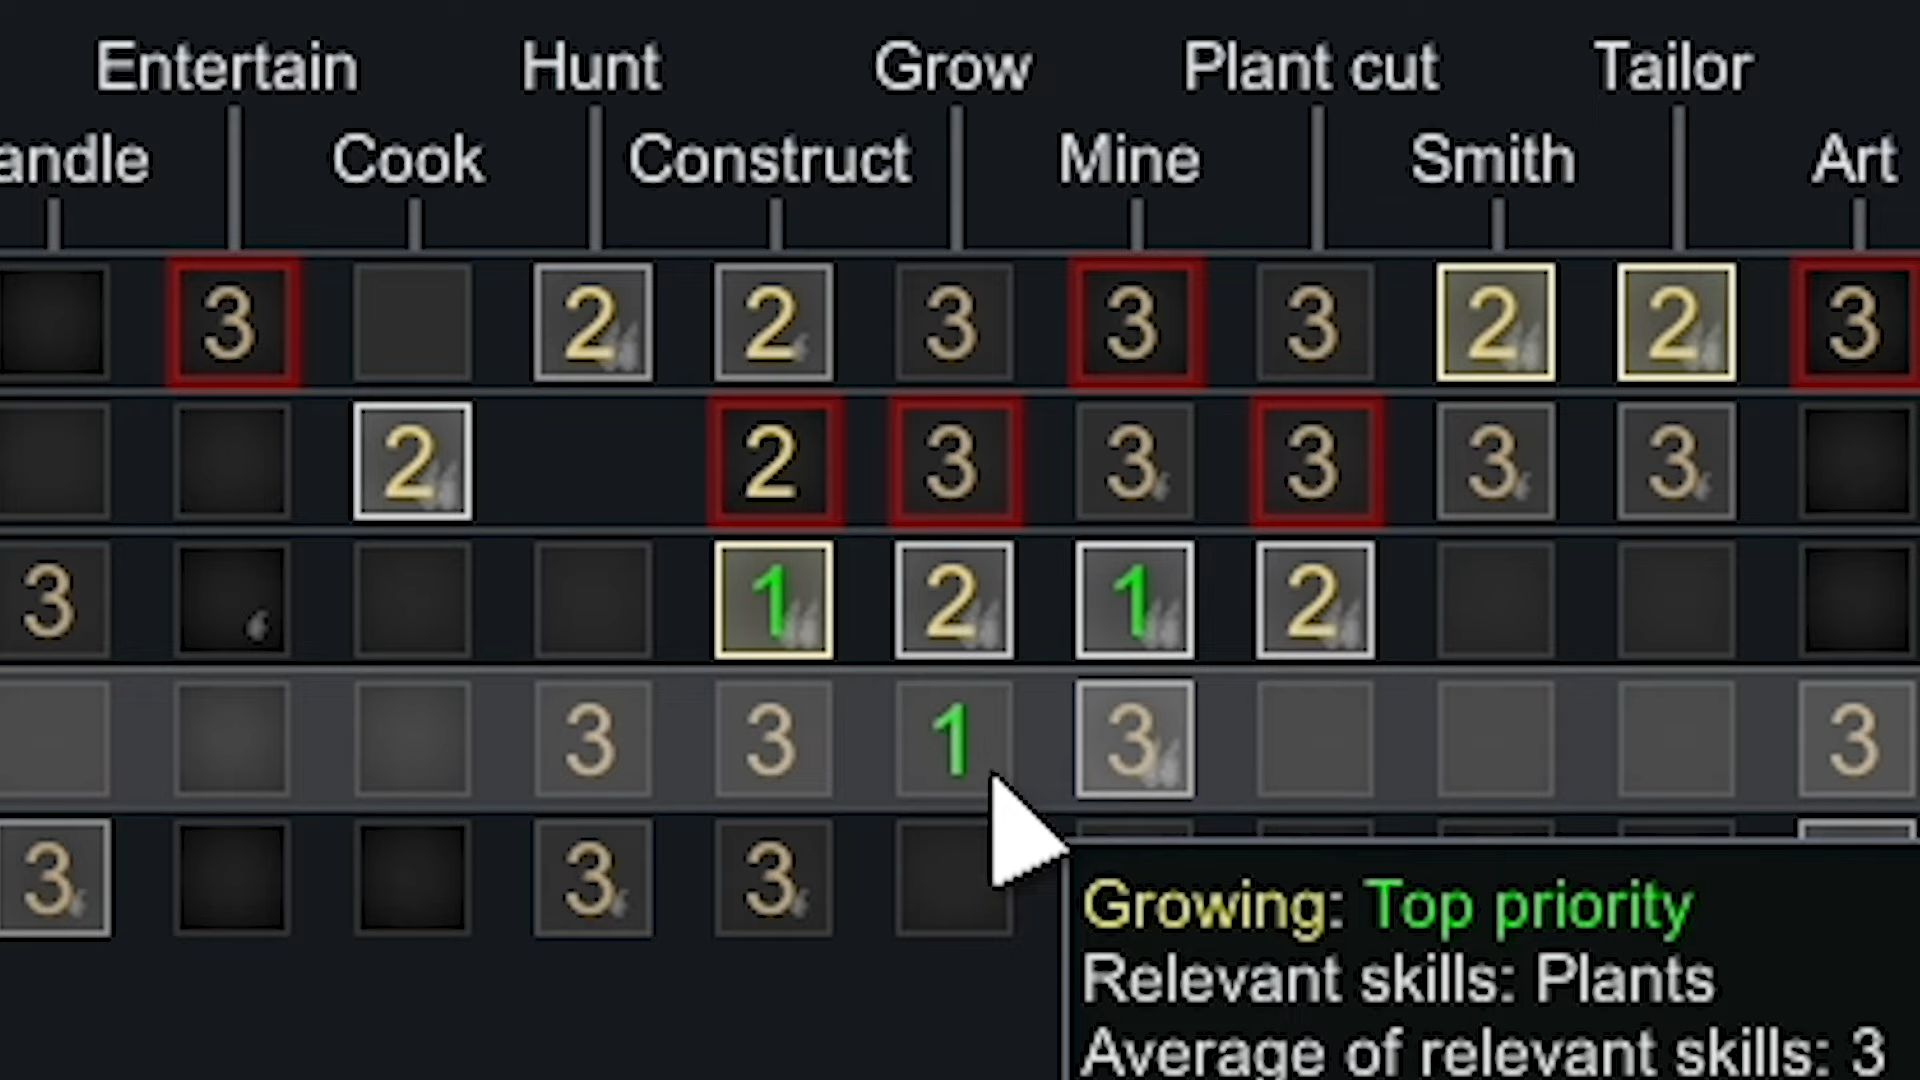 Entertain Hunt Grow Plant cut Tailor
andle Cook Construct Mine Smith Art
3 2 2 3 3 3 2 2 3
2 2 3 3 3 3 3
3 1 2 1 2
3 3 1 3 3
3 3 3
Growing: Top priority
Relevant skills: Plants
Average of relevant skills: 3